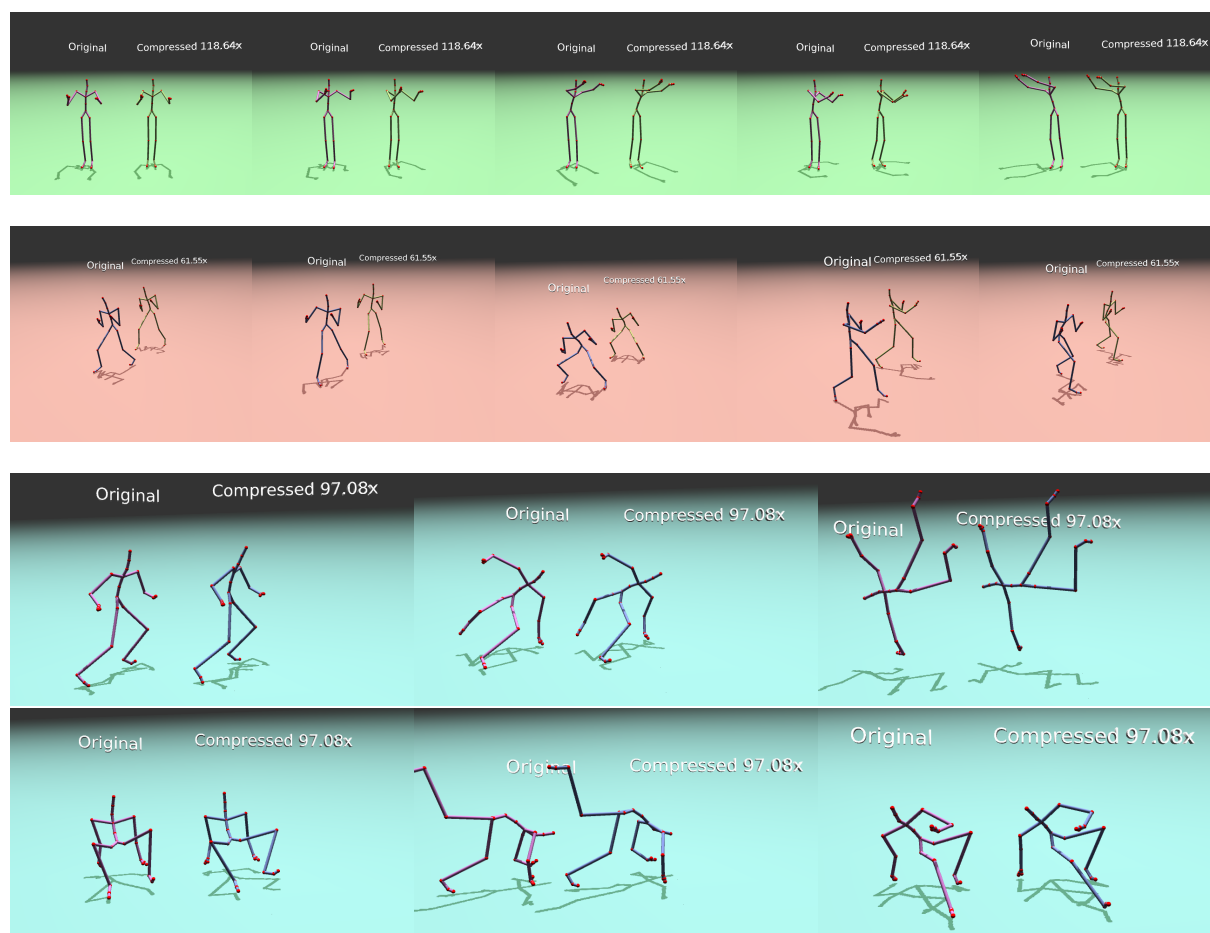 Original Compressed 118.64x Original Compressed 118.64x Original Compressed 118.64x Original Compressed 118.64x Original Compressed 118.64x
Original Compressed 61.55x Original Compressed 61.55x Original Compressed 61.55x Original Compressed 61.55x Original Compressed 61.55x
Original Compressed 97.08x Original Compressed 97.08x Original Compressed 97.08x
Original Compressed 97.08x Original Compressed 97.08x Original Compressed 97.08x